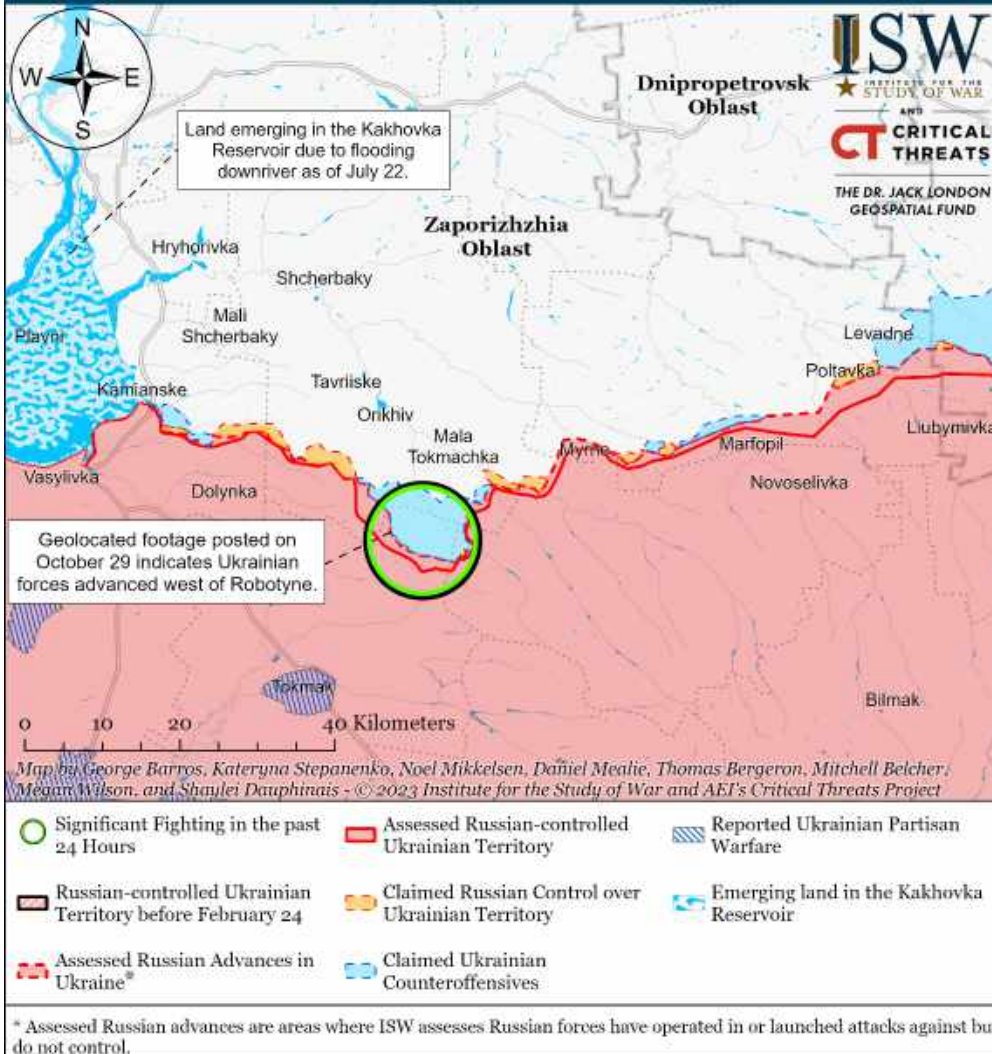 N
W
E
S
ISW
INSTITUTE FOR THE
STUDY OF WAR
AND
CT CRITICAL
THREATS
THE DR. JACK LONDON
GEOSPATIAL FUND
Dnipropetrovsk
Oblast
Land emerging in the Kakhovka
Reservoir due to flooding
downriver as of July 22.
Zaporizhzhia
Oblast
Hryhorivka
Shcherbaky
Mali
Shcherbaky
Plavni
Levadne
Poltavka
Kamianske
Tavriiske
Orikhiv
Mala
Tokmachka
Myrne
Marfopil
Liubymivka
Vasylivka
Dolynka
Novoselivka
Geolocated footage posted on
October 29 indicates Ukrainian
forces advanced west of Robotyne.
Tokmak
Bilmak
0 10 20 40 Kilometers
Map by George Barros, Kateryna Stepanenko, Noel Mikkelsen, Daniel Mealie, Thomas Bergeron, Mitchell Belcher,
Megan Wilson, and Shaylei Dauphinais - © 2023 Institute for the Study of War and AEI's Critical Threats Project
Significant Fighting in the past
24 Hours
Russian-controlled Ukrainian
Territory before February 24
Assessed Russian Advances in
Ukraine*
Assessed Russian-controlled
Ukrainian Territory
Claimed Russian Control over
Ukrainian Territory
Claimed Ukrainian
Counteroffensives
Reported Ukrainian Partisan
Warfare
Emerging land in the Kakhovka
Reservoir
* Assessed Russian advances are areas where ISW assesses Russian forces have operated in or launched attacks against bu
do not control.